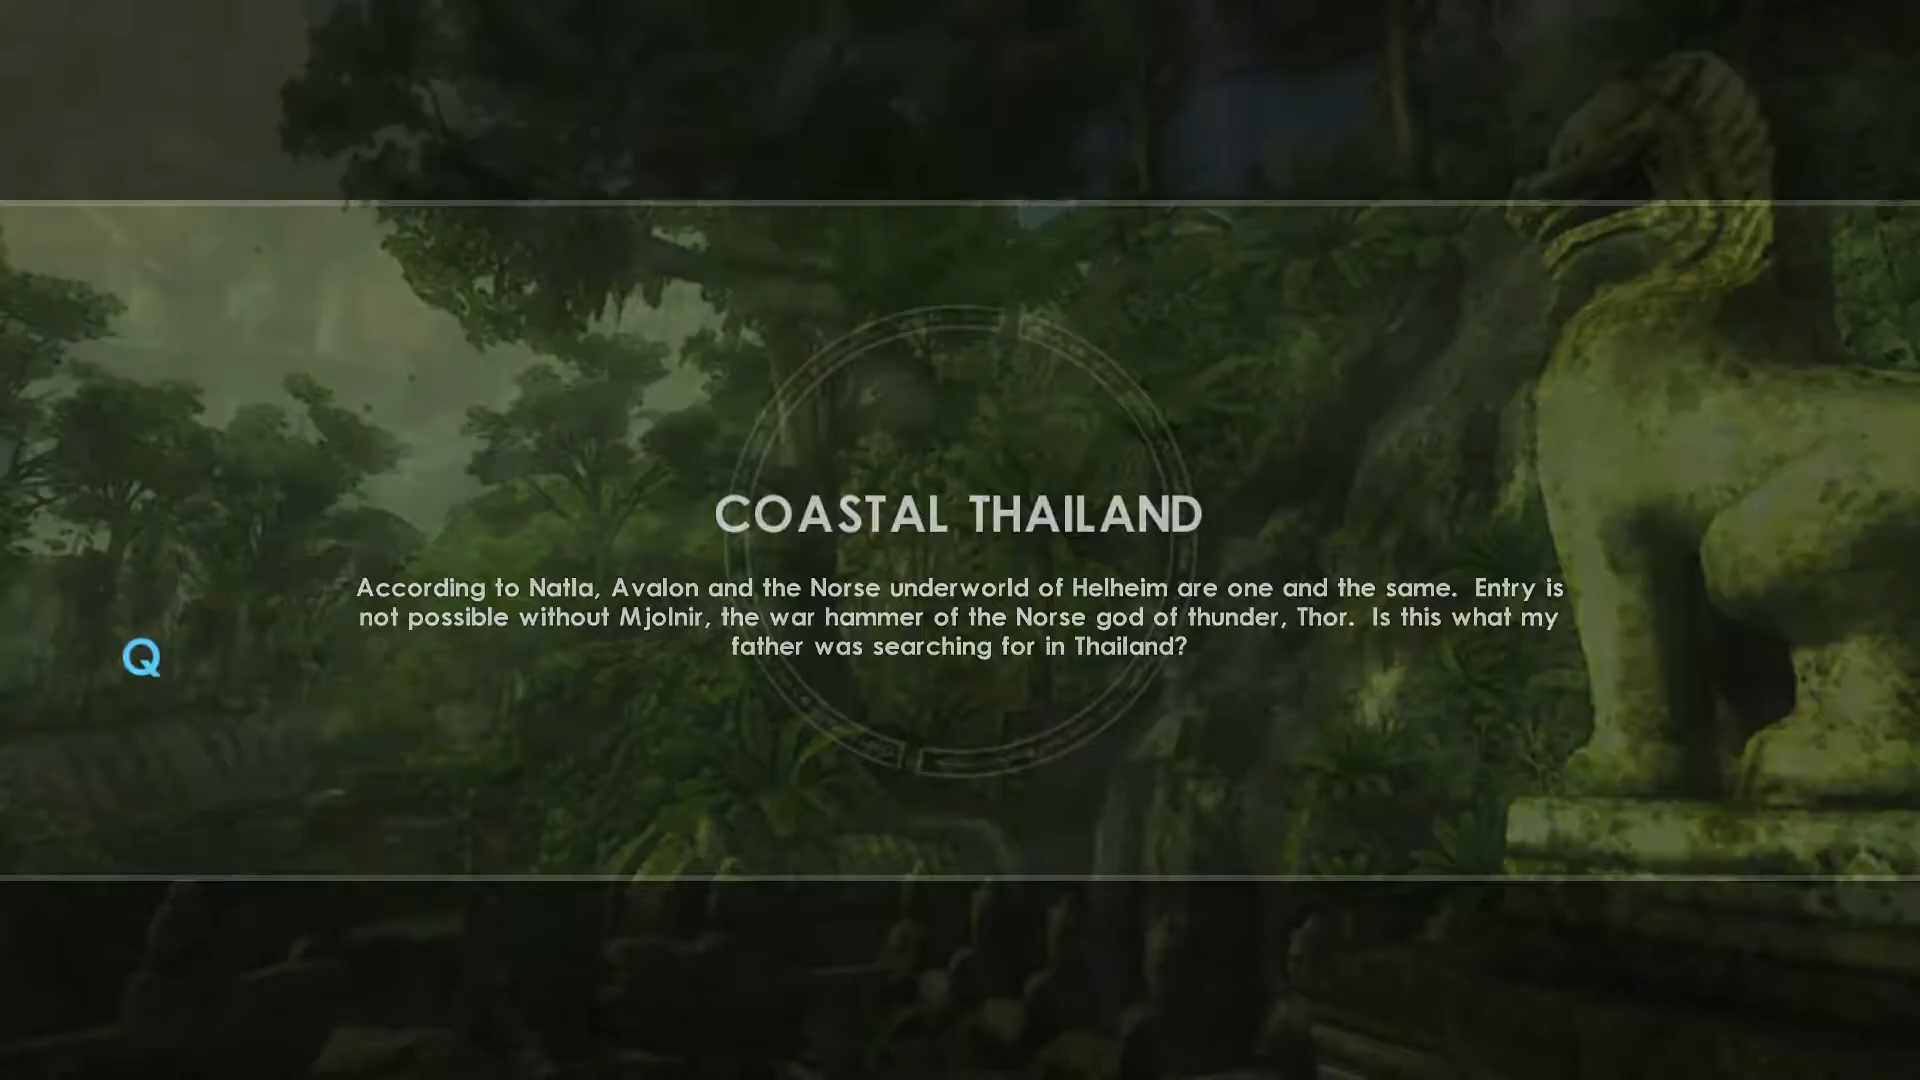 COASTAL THAILAND
According to Natla, Avalon and the Norse underworld of Helheim are one and the same.  Entry is
not possible without Mjolnir, the war hammer of the Norse god of thunder, Thor.  Is this what my
father was searching for in Thailand?
Q